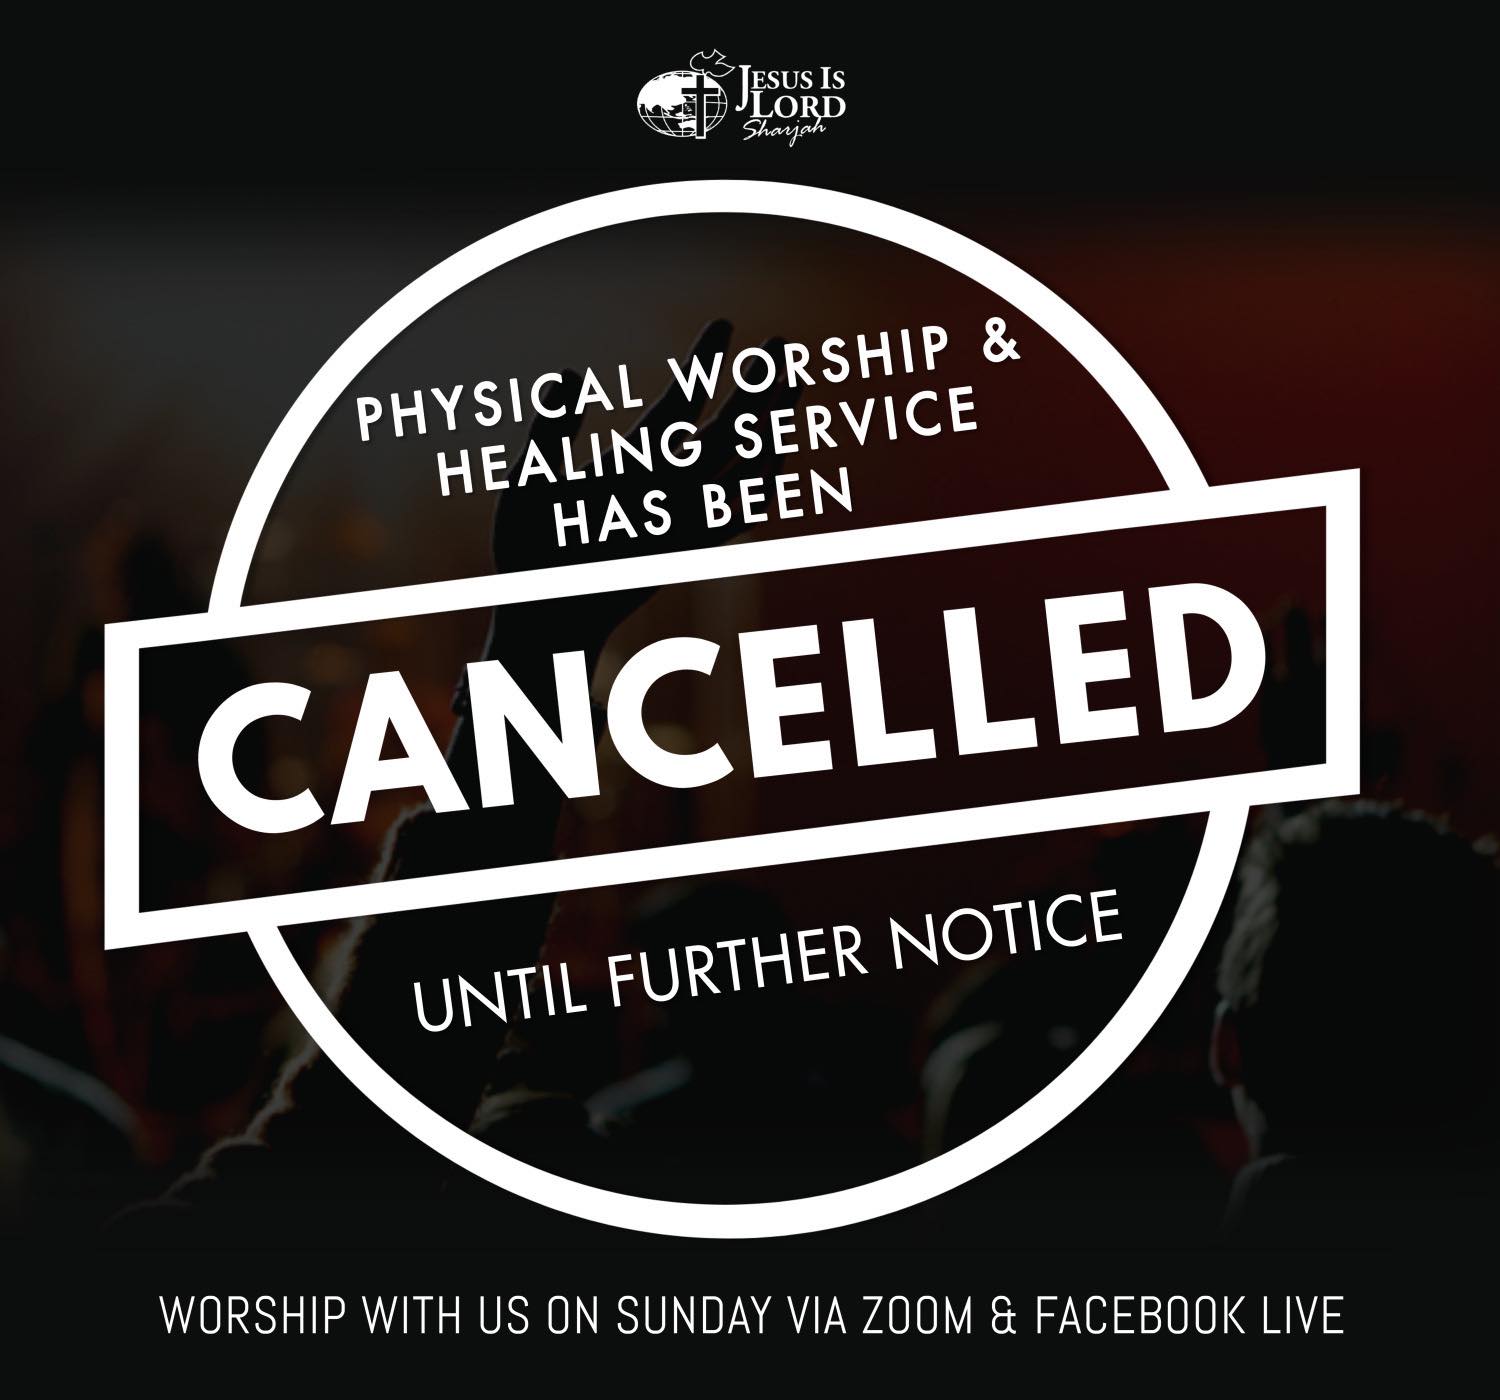 JESUS IS
LORD
Sharjah
PHYSICAL WORSHIP &
HEALING SERVICE
HAS BEEN
CANCELLED
UNTIL FURTHER NOTICE
WORSHIP WITH US ON SUNDAY VIA ZOOM & FACEBOOK LIVE